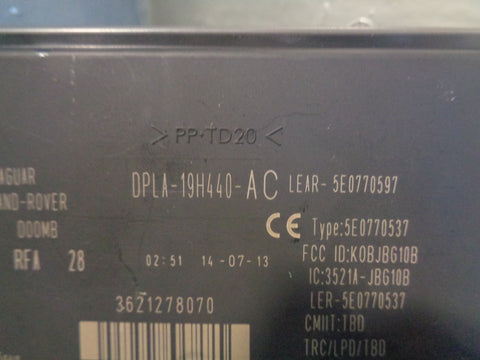 >PP-TD20<
DPLA-19H440-AC LEAR-5E0770597
AGUAR
AND-ROVER
000MB
CE Type:5E0770537
FCC ID:KOBJBG10B
RFA 28
02:51 14-07-13
IC:3521A-JBG10B
3621278070
LER-5E0770537
CMIIT:TBD
TRC/LPD/TBD